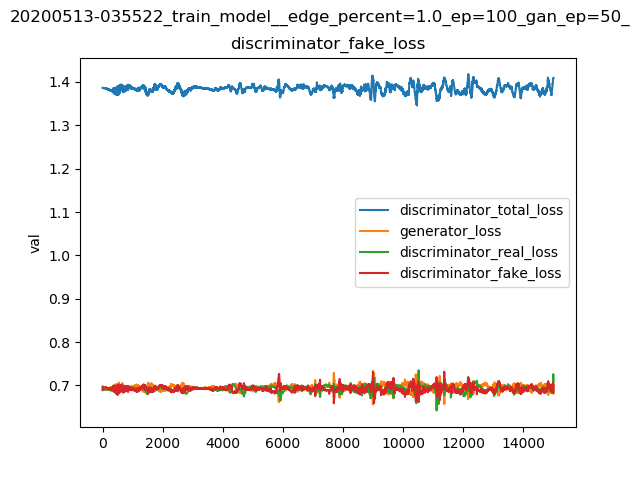 20200513-035522_train_model__edge_percent=1.0_ep=100_gan_ep=50_
discriminator_fake_loss
1.4
1.3
1.2
1.1
1.0
0.9
0.8
0.7
val
discriminator_total_loss
generator_loss
discriminator_real_loss
discriminator_fake_loss
0 2000 4000 6000 8000 10000 12000 14000